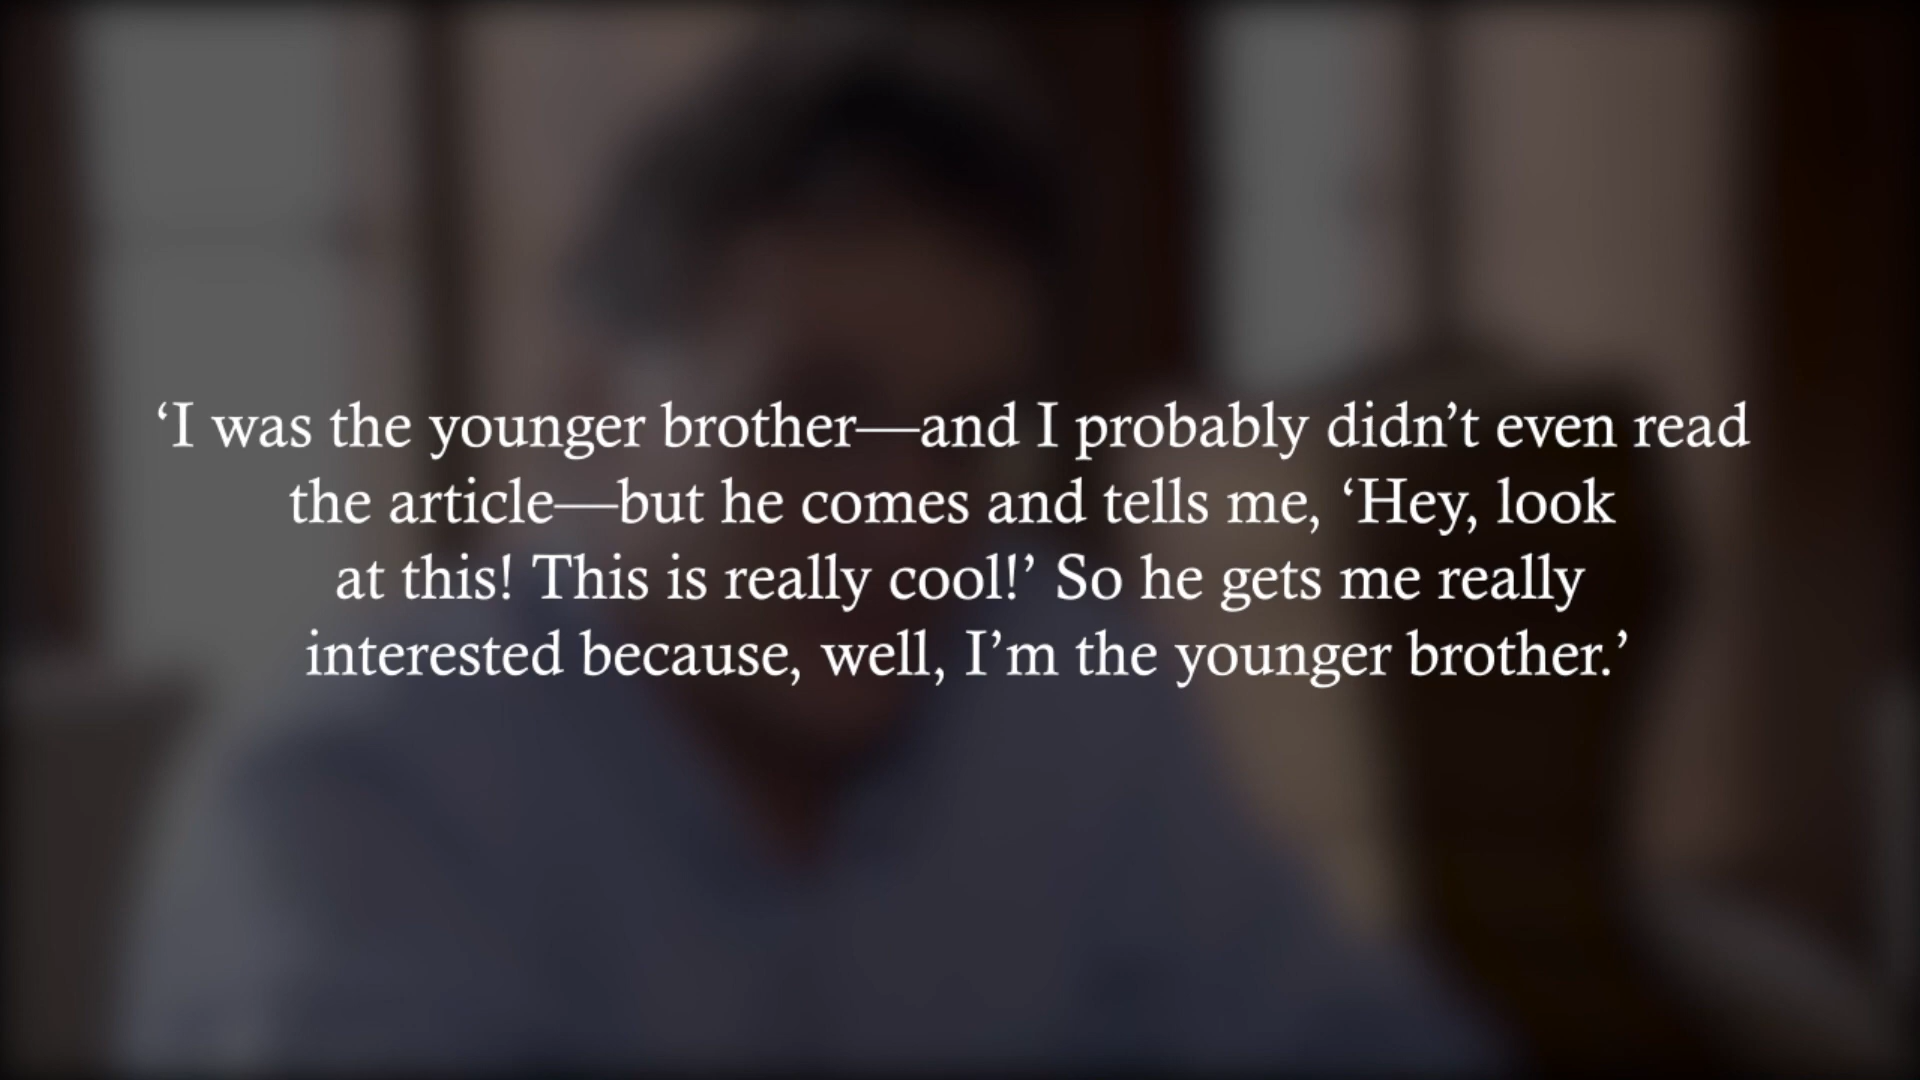 ‘I was the younger brother—and I probably didn’t even read
the article—but he comes and tells me, ‘Hey, look
at this! This is really cool!’ So he gets me really
interested because, well, I’m the younger brother.’